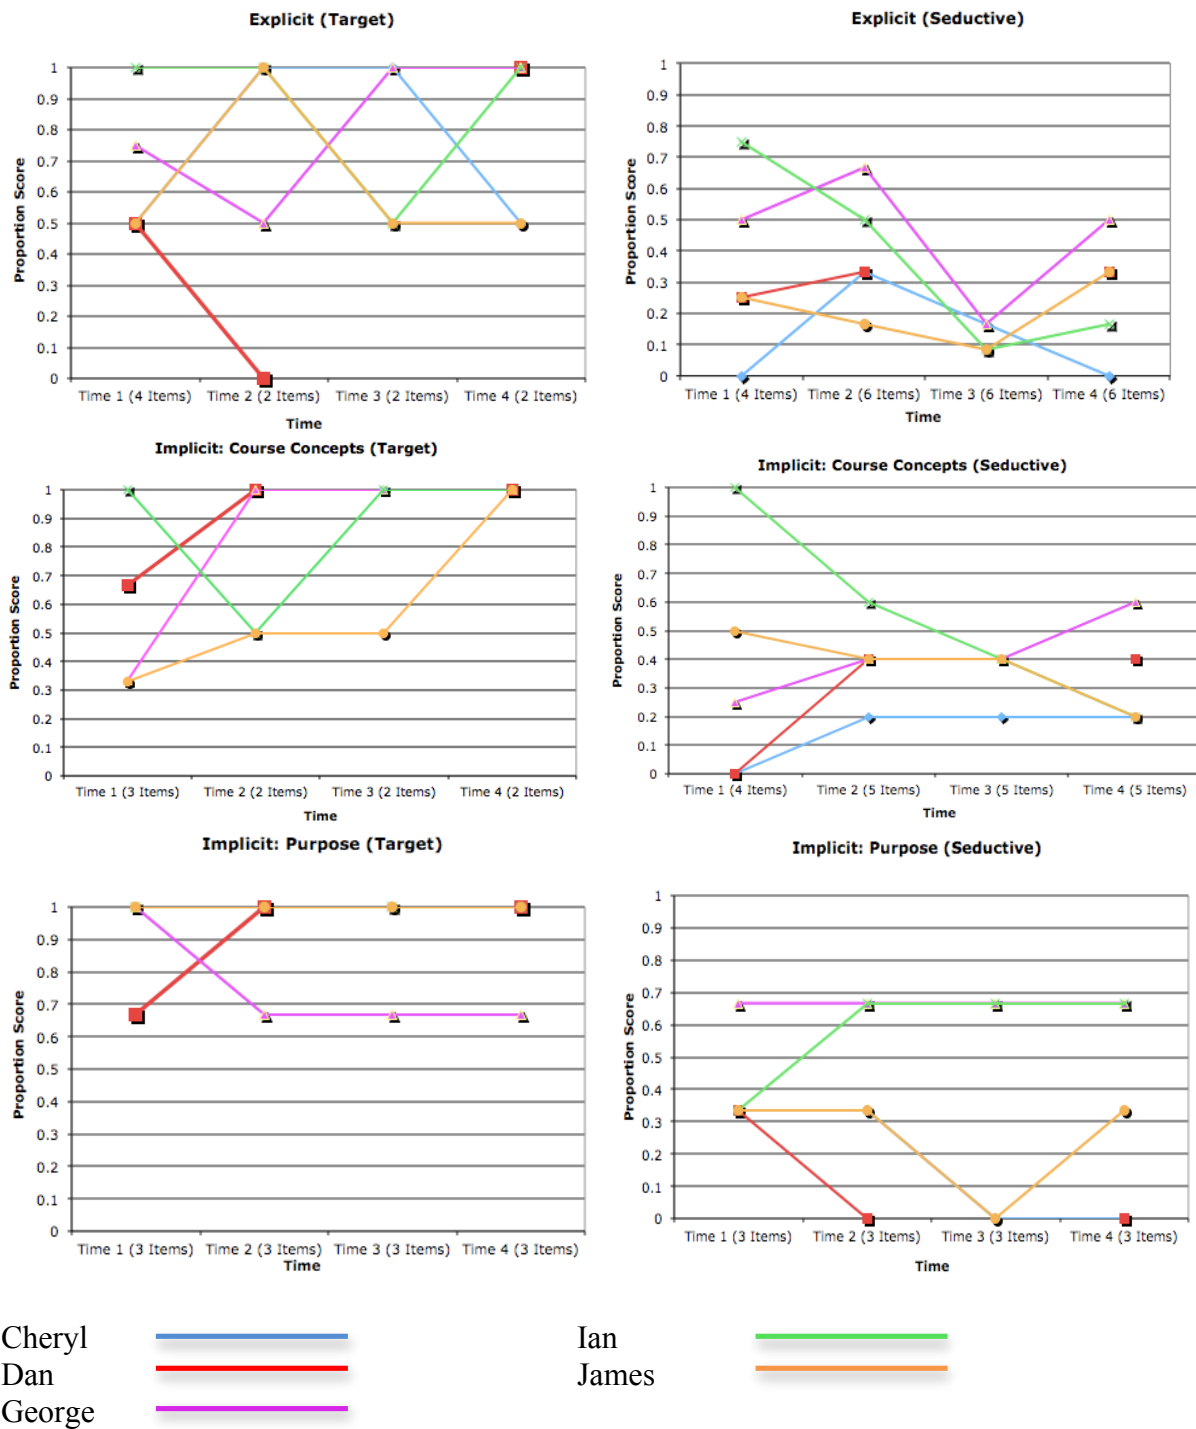 Explicit (Target)
1
0.9
0.8
0.7
0.6
0.5
0.4
0.3
0.2
0.1
0
Proportion Score
Time 1 (4 Items) Time 2 (2 Items) Time 3 (2 Items) Time 4 (2 Items)
Time
Explicit (Seductive)
1
0.9
0.8
0.7
0.6
0.5
0.4
0.3
0.2
0.1
0
Proportion Score
Time 1 (4 Items) Time 2 (6 Items) Time 3 (6 Items) Time 4 (6 Items)
Time
Implicit: Course Concepts (Target)
1
0.9
0.8
0.7
0.6
0.5
0.4
0.3
0.2
0.1
0
Proportion Score
Time 1 (3 Items) Time 2 (2 Items) Time 3 (2 Items) Time 4 (2 Items)
Time
Implicit: Course Concepts (Seductive)
1
0.9
0.8
0.7
0.6
0.5
0.4
0.3
0.2
0.1
0
Proportion Score
Time 1 (4 Items) Time 2 (5 Items) Time 3 (5 Items) Time 4 (5 Items)
Time
Implicit: Purpose (Target)
1
0.9
0.8
0.7
0.6
0.5
0.4
0.3
0.2
0.1
0
Proportion Score
Time 1 (3 Items) Time 2 (3 Items) Time 3 (3 Items) Time 4 (3 Items)
Time
Implicit: Purpose (Seductive)
1
0.9
0.8
0.7
0.6
0.5
0.4
0.3
0.2
0.1
0
Proportion Score
Time 1 (3 Items) Time 2 (3 Items) Time 3 (3 Items) Time 4 (3 Items)
Time
Cheryl
Dan
George
Ian
James